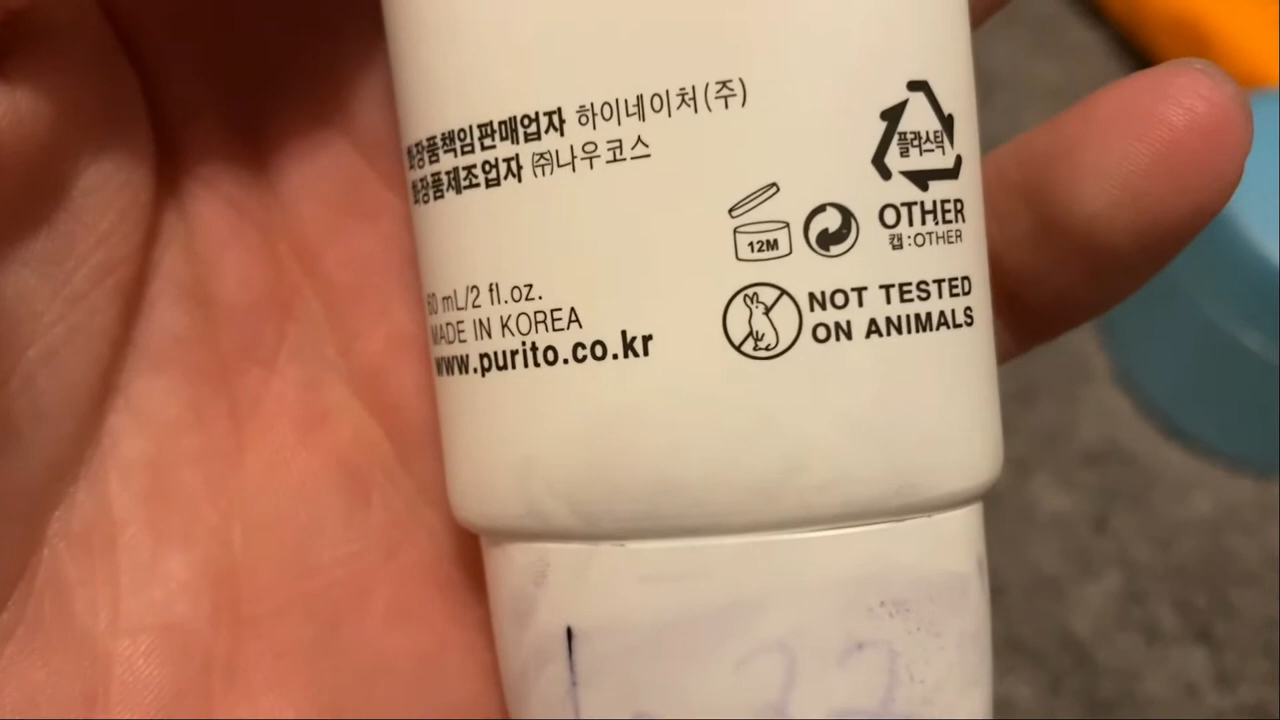 화장품책임판매업자 하이네이처(주)
화장품제조업자 ㈜나우코스
플라스틱
OTHER
캡:OTHER
12M
60 mL/2 fl.oz.
MADE IN KOREA
www.purito.co.kr
NOT TESTED
ON ANIMALS